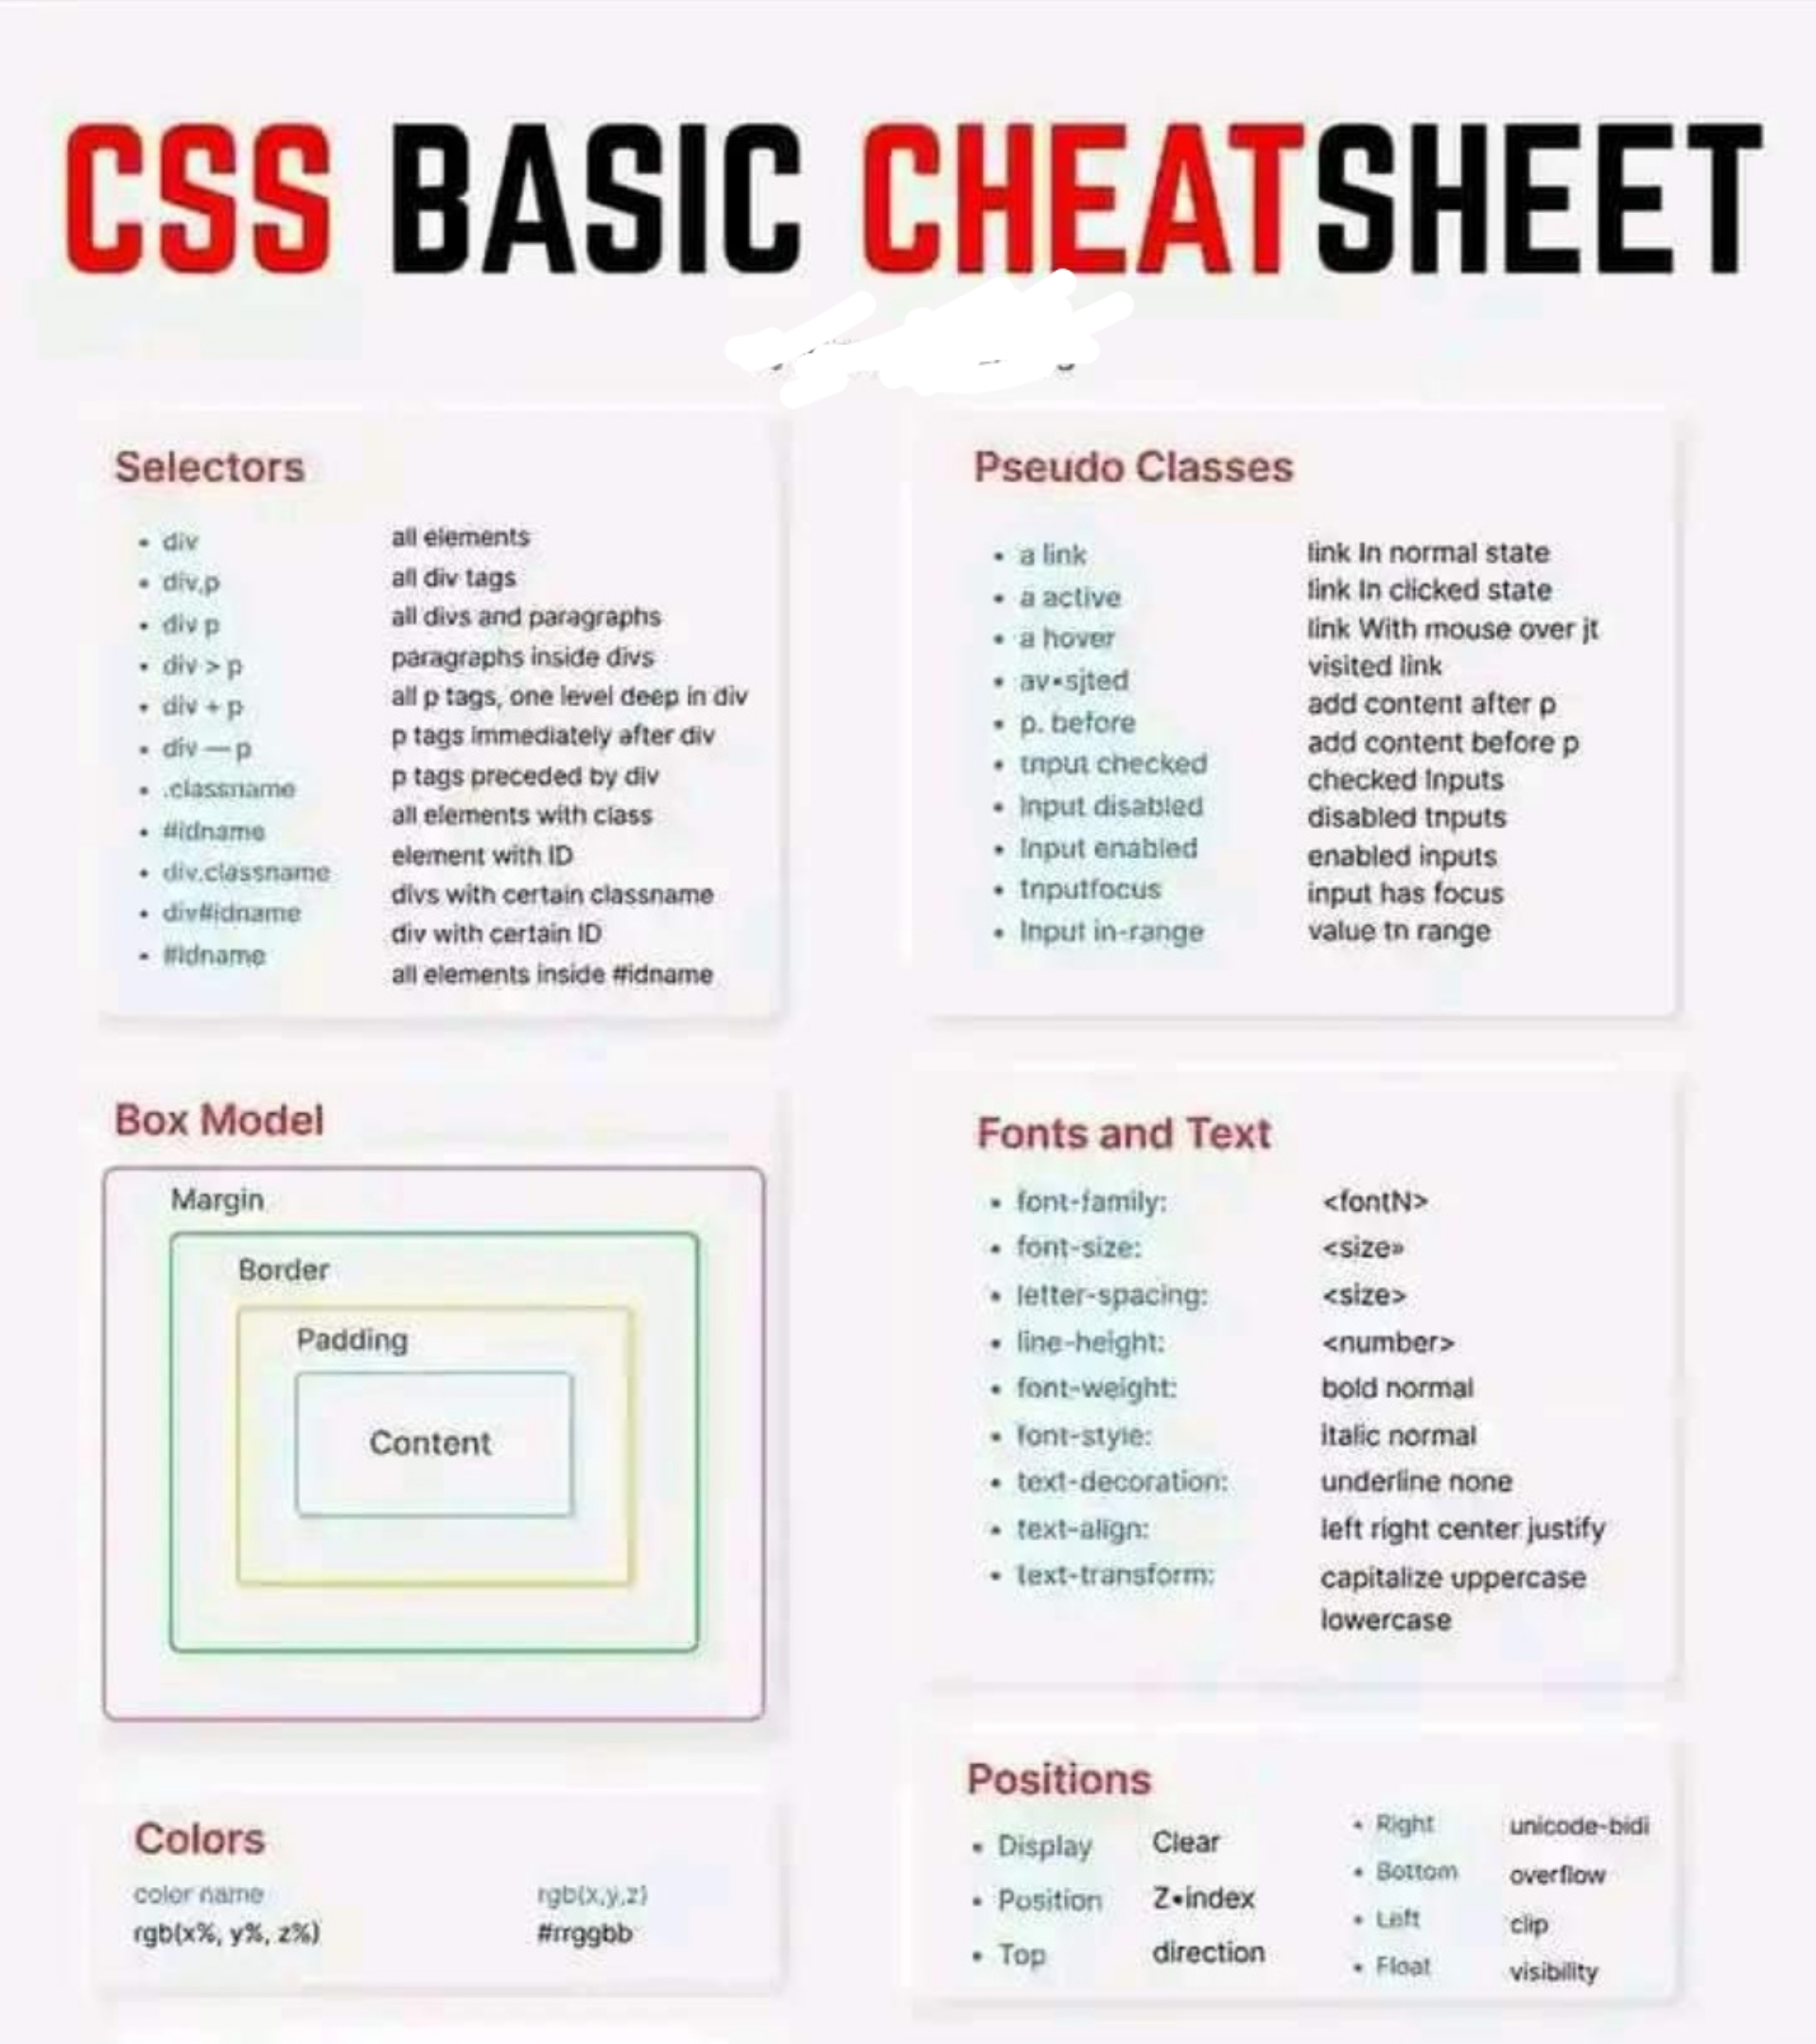 CSS BASIC CHEATSHEET
Selectors
• div
• div,p
• div p
• div > p
• div + p
• div — p
• .classname
• #idname
• div.classname
• div#idname
• #idname
all elements
all div tags
all divs and paragraphs
paragraphs inside divs
all p tags, one level deep in div
p tags immediately after div
p tags preceded by div
all elements with class
element with ID
divs with certain classname
div with certain ID
all elements inside #idname
Pseudo Classes
• a link
• a active
• a hover
• av•sjted
• p. before
• tnput checked
• Input disabled
• Input enabled
• tnputfocus
• Input in-range
link In normal state
link In clicked state
link With mouse over jt
visited link
add content after p
add content before p
checked Inputs
disabled tnputs
enabled inputs
input has focus
value tn range
Box Model
Margin
Border
Padding
Content
Fonts and Text
• font-family: <fontN>
• font-size: <size»
• letter-spacing: <size>
• line-height: <number>
• font-weight: bold normal
• font-style: italic normal
• text-decoration: underline none
• text-align: left right center justify
• text-transform: capitalize uppercase
lowercase
Colors
color name rgb(x,y,z)
rgb(x%, y%, z%) #rrggbb
Positions
• Display Clear
• Position Z•index
• Top direction
• Right unicode-bidi
• Bottom overflow
• Left clip
• Float visibility